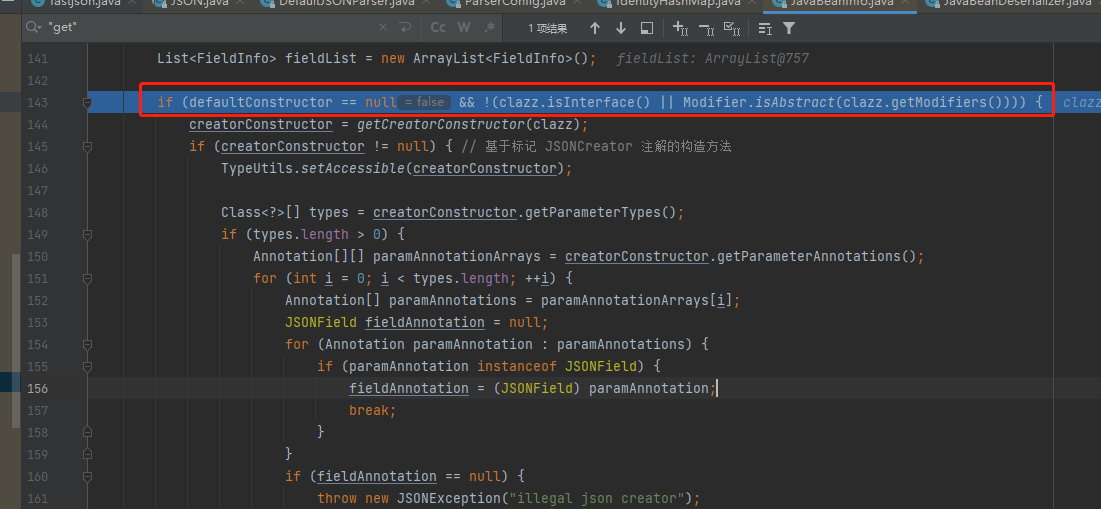 fastjson.java JSON.java DefaultJSONParser.java ParserConfig.java IdentityHashMap.java JavaBeanInfo.java JavaBeanDeserializer.java
"get" Cc W .* 1 项结果
141 List<FieldInfo> fieldList = new ArrayList<FieldInfo>(); fieldList: ArrayList@757
142
143 if (defaultConstructor == null = false && !(clazz.isInterface() || Modifier.isAbstract(clazz.getModifiers()))) { clazz
144 creatorConstructor = getCreatorConstructor(clazz);
145 if (creatorConstructor != null) { // 基于标记 JSONCreator 注解的构造方法
146 TypeUtils.setAccessible(creatorConstructor);
147
148 Class<?>[] types = creatorConstructor.getParameterTypes();
149 if (types.length > 0) {
150 Annotation[][] paramAnnotationArrays = creatorConstructor.getParameterAnnotations();
151 for (int i = 0; i < types.length; ++i) {
152 Annotation[] paramAnnotations = paramAnnotationArrays[i];
153 JSONField fieldAnnotation = null;
154 for (Annotation paramAnnotation : paramAnnotations) {
155 if (paramAnnotation instanceof JSONField) {
156 fieldAnnotation = (JSONField) paramAnnotation;
157 break;
158 }
159 }
160 if (fieldAnnotation == null) {
161 throw new JSONException("illegal json creator");